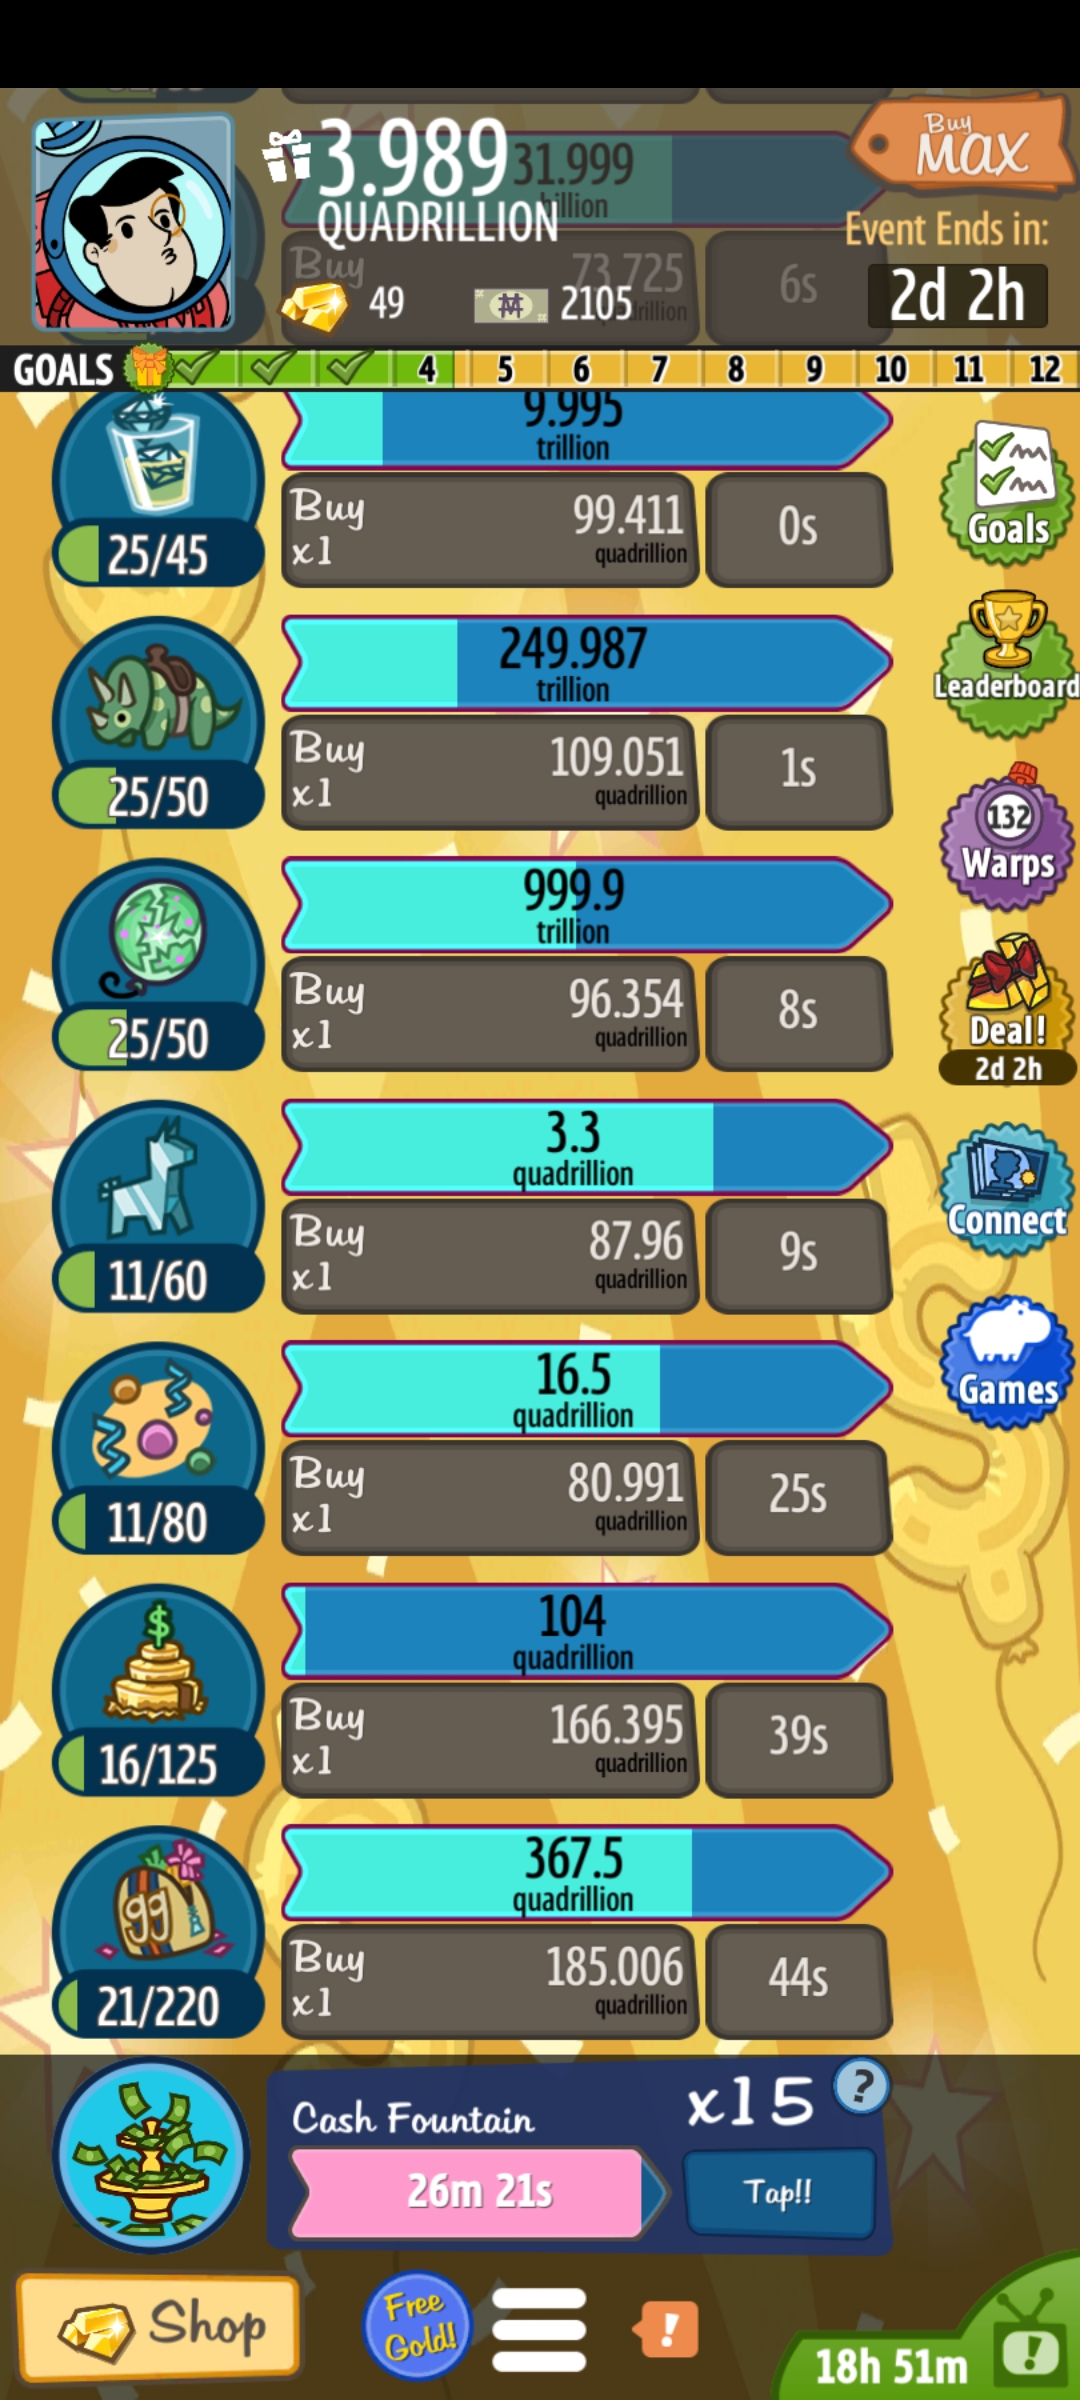 3.989
QUADRILLION
31.999
49
2105
Buy
73.725
6s
Buy
MAX
Event Ends in:
2d 2h
GOALS 4 5 6 7 8 9 10 11 12
9.995
trillion
25/45
Buy
x1
99.411
quadrillion
0s
Goals
249.987
trillion
25/50
Buy
x1
109.051
quadrillion
1s
Leaderboard
999.9
trillion
25/50
Buy
x1
96.354
quadrillion
8s
132
Warps
Deal!
2d 2h
3.3
quadrillion
11/60
Buy
x1
87.96
quadrillion
9s
Connect
16.5
quadrillion
11/80
Buy
x1
80.991
quadrillion
25s
Games
$
104
quadrillion
16/125
Buy
x1
166.395
quadrillion
39s
99
367.5
quadrillion
21/220
Buy
x1
185.006
quadrillion
44s
Cash Fountain
x15
?
26m 21s
Tap!!
Shop
Free
Gold!
!
18h 51m
!